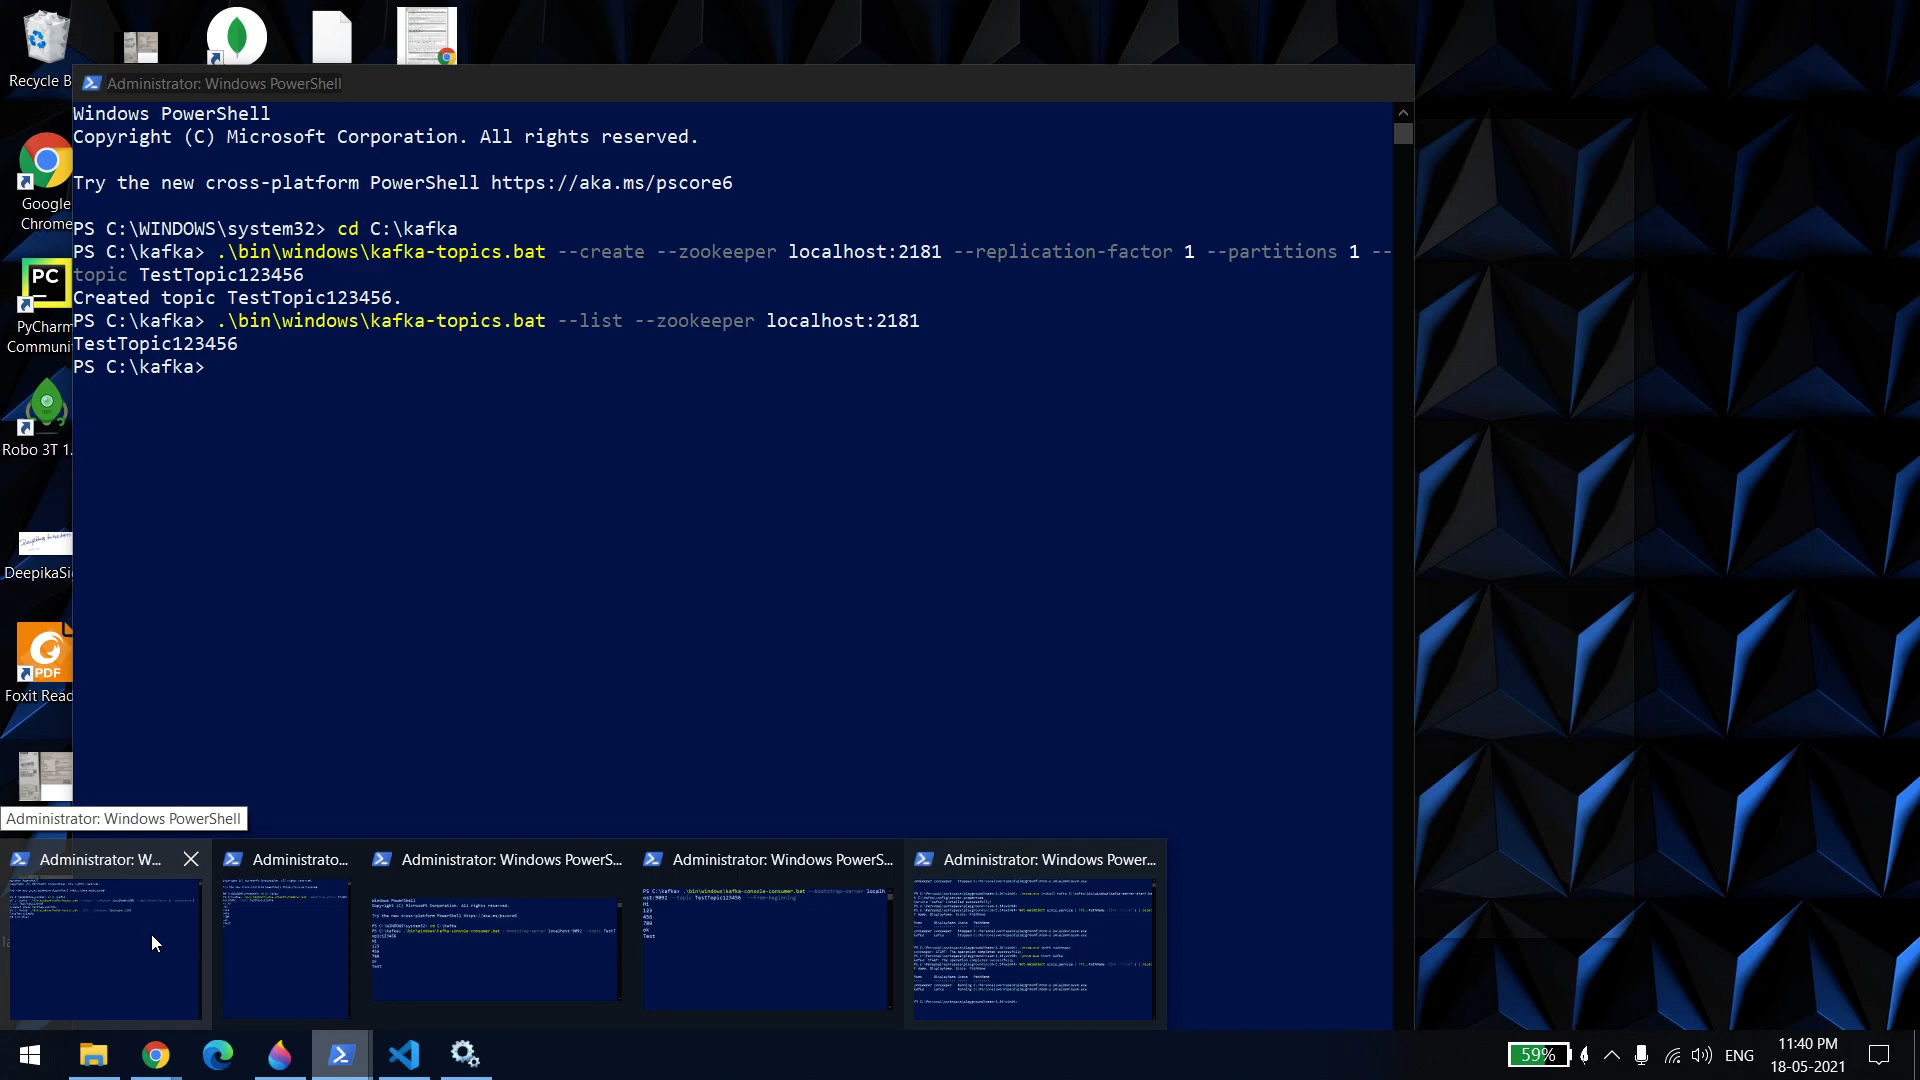 Recycle B
Administrator: Windows PowerShell
Windows PowerShell
Copyright (C) Microsoft Corporation. All rights reserved.
Try the new cross-platform PowerShell https://aka.ms/pscore6
PS C:\WINDOWS\system32> cd C:\kafka
PS C:\kafka> .\bin\windows\kafka-topics.bat --create --zookeeper localhost:2181 --replication-factor 1 --partitions 1 --
topic TestTopic123456
Created topic TestTopic123456.
PS C:\kafka> .\bin\windows\kafka-topics.bat --list --zookeeper localhost:2181
TestTopic123456
PS C:\kafka>
Google
Chrome
PC
PyCharm
Communi
Robo 3T 1.
DeepikaSi
PDF
Foxit Read
Administrator: Windows PowerShell
Administrator: W...
Administrato...
Administrator: Windows PowerS...
Administrator: Windows PowerS...
Administrator: Windows Power...
59%
ENG
11:40 PM
18-05-2021